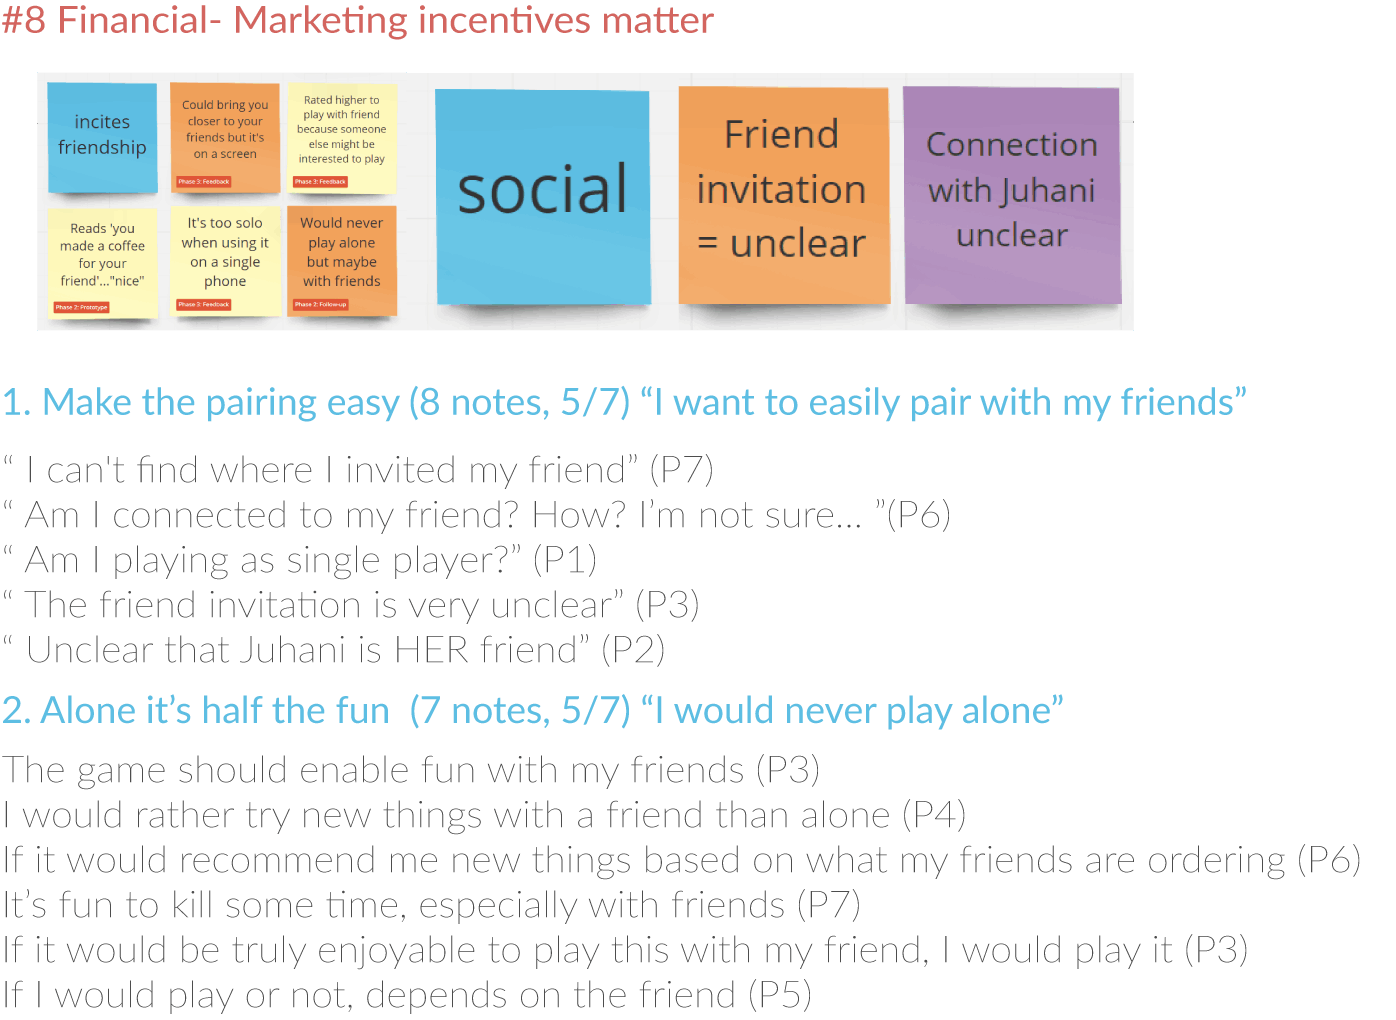 #8 Financial- Marketing incentives matter
incites
friendship
Could bring you
closer to your
friends but it's
on a screen
Phase 3: Feedback
Rated higher to
play with friend
because someone
else might be
interested to play
Phase 3: Feedback
Reads 'you
made a coffee
for your
friend'..."nice"
Phase 2: Prototype
It's too solo
when using it
on a single
phone
Phase 3: Feedback
Would never
play alone
but maybe
with friends
Phase 2: Follow-up
social
Friend
invitation
= unclear
Connection
with Juhani
unclear
1. Make the pairing easy (8 notes, 5/7) “I want to easily pair with my friends”
“ I can't find where I invited my friend” (P7)
“ Am I connected to my friend? How? I’m not sure... ”(P6)
“ Am I playing as single player?” (P1)
“ The friend invitation is very unclear” (P3)
“ Unclear that Juhani is HER friend” (P2)
2. Alone it’s half the fun (7 notes, 5/7) “I would never play alone”
The game should enable fun with my friends (P3)
I would rather try new things with a friend than alone (P4)
If it would recommend me new things based on what my friends are ordering (P6)
It’s fun to kill some time, especially with friends (P7)
If it would be truly enjoyable to play this with my friend, I would play it (P3)
If I would play or not, depends on the friend (P5)